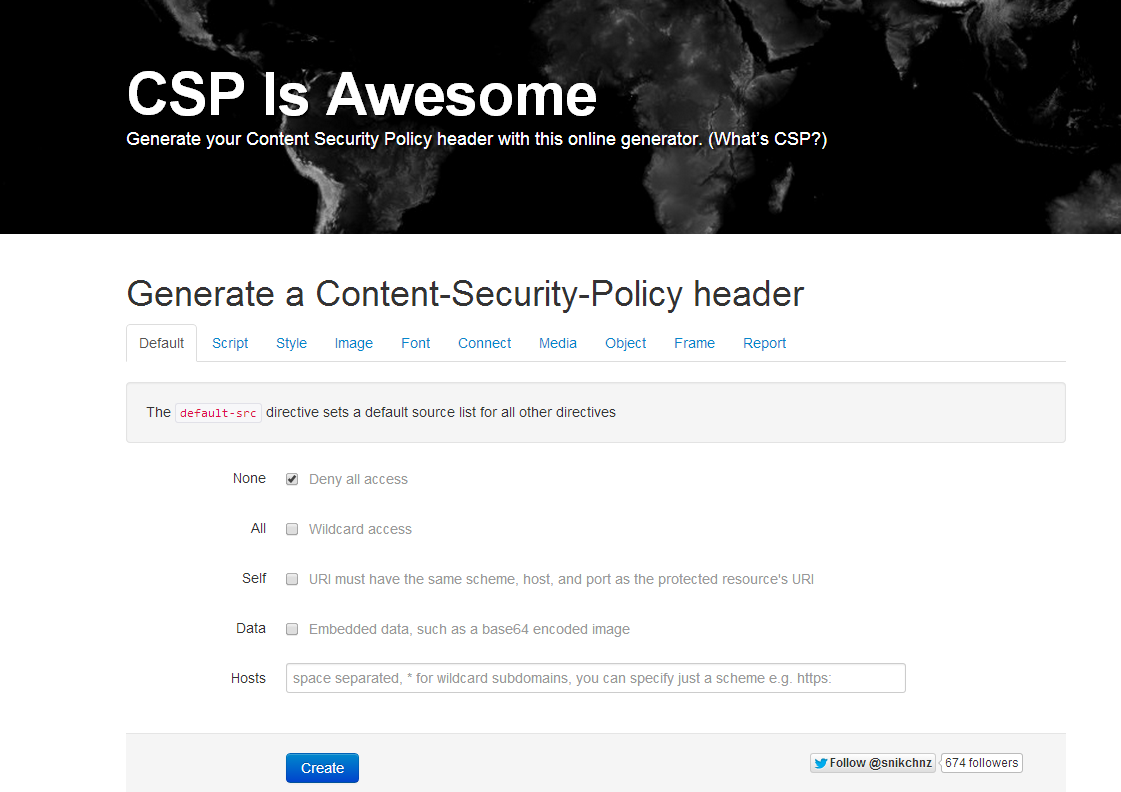 CSP Is Awesome
Generate your Content Security Policy header with this online generator. (What's CSP?)
Generate a Content-Security-Policy header
Default Script Style Image Font Connect Media Object Frame Report
The default-src directive sets a default source list for all other directives
None Deny all access
All Wildcard access
Self URI must have the same scheme, host, and port as the protected resource's URI
Data Embedded data, such as a base64 encoded image
Hosts space separated, * for wildcard subdomains, you can specify just a scheme e.g. https:
Create Follow @snikchnz 674 followers